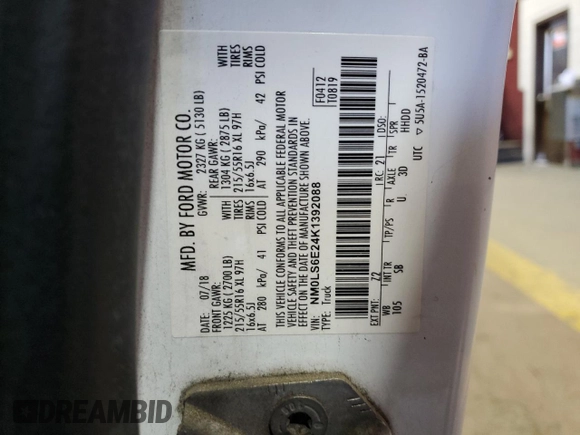 MFD. BY FORD MOTOR CO.
DATE: 07/18 GVWR: 2327 KG ( 5130 LB)
FRONT GAWR: REAR GAWR:
1225 KG ( 2700 LB) WITH 1304 KG ( 2875 LB) WITH
215/55R16 XL 97H TIRES 215/55R16 XL 97H TIRES
16x6.5J RIMS 16x6.5J RIMS
AT 280 kPa/ 41 PSI COLD AT 290 kPa/ 42 PSI COLD
THIS VEHICLE CONFORMS TO ALL APPLICABLE FEDERAL MOTOR
VEHICLE SAFETY AND THEFT PREVENTION STANDARDS IN
EFFECT ON THE DATE OF MANUFACTURE SHOWN ABOVE.
VIN: NM0LS6E24K1392088
TYPE: Truck
F0412
T0819
EXT PNT: Z2 RC: 21 DSO:
WB INT TR TP/PS R AXLE TR SPR
105 SB U 3D HHDD
UTC ▽ 5U5A-1520472-BA
DREAMBID